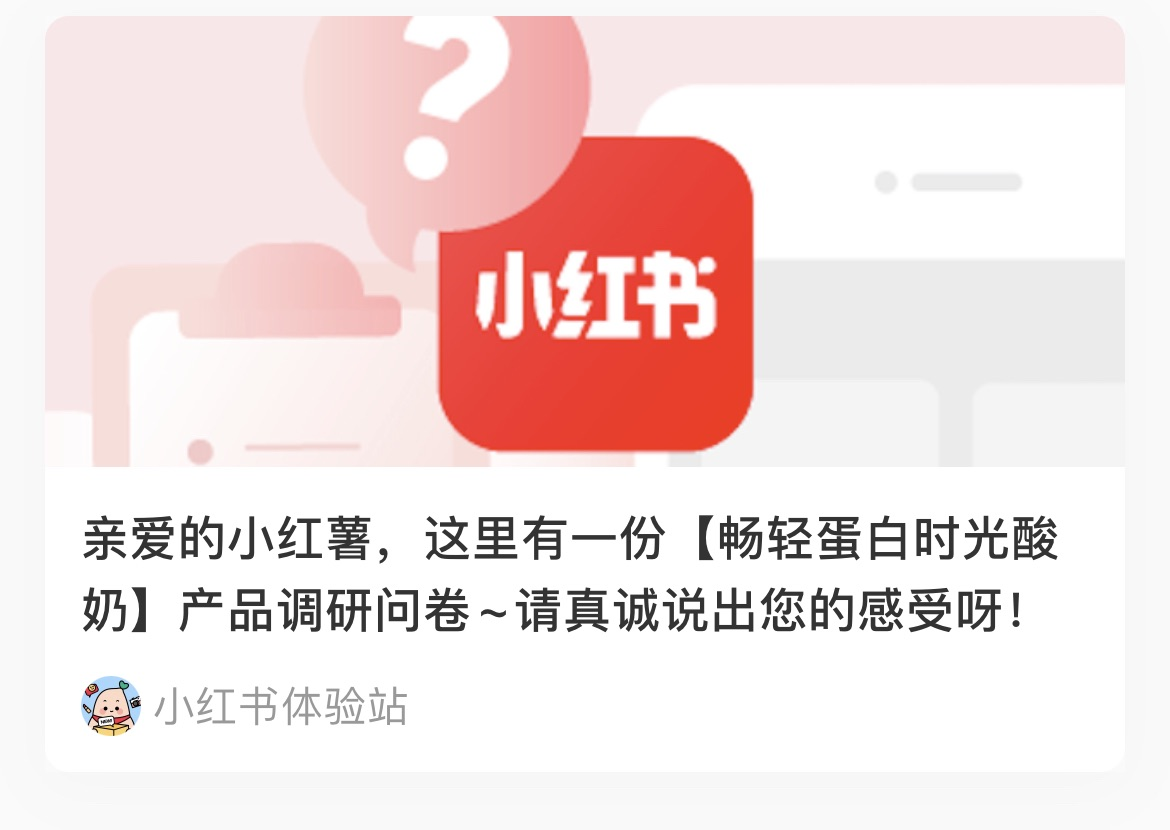 ?
小红书
亲爱的小红薯，这里有一份【畅轻蛋白时光酸
奶】产品调研问卷~请真诚说出您的感受呀！
小红书体验站